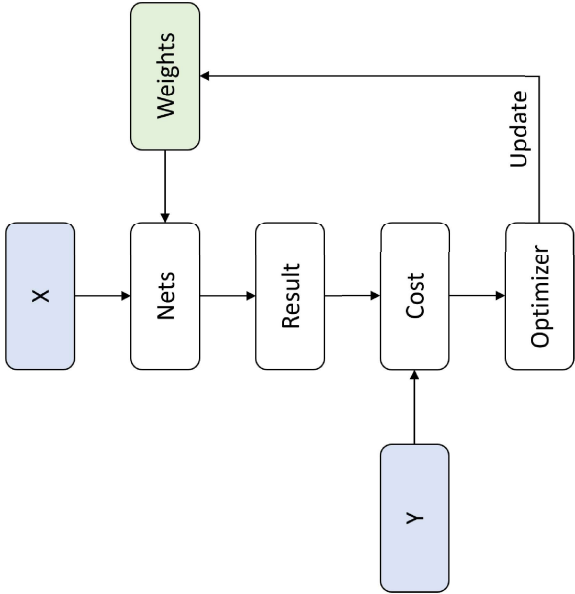 X
Weights
Nets
Result
Y
Cost
Update
Optimizer